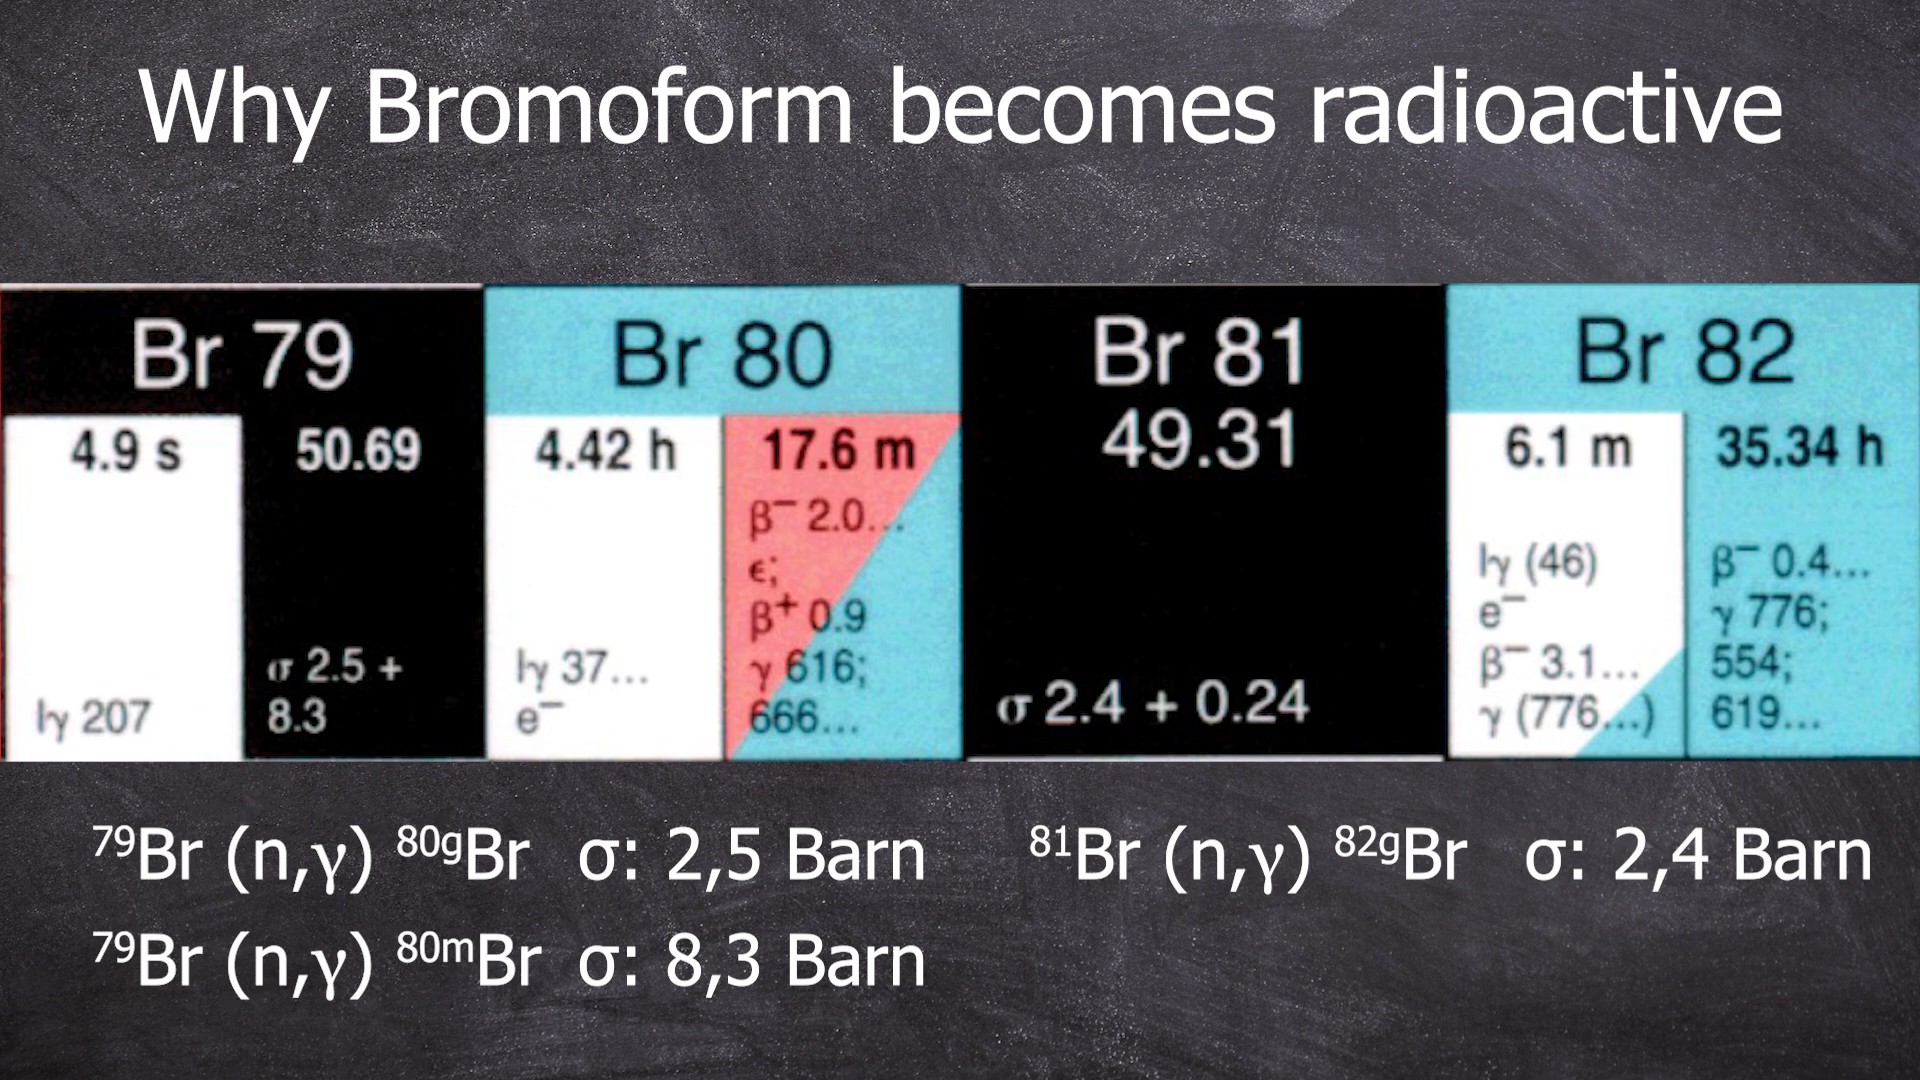 Why Bromoform becomes radioactive
Br 79
4.9 s
Iγ 207
50.69
σ 2.5 +
8.3
Br 80
4.42 h
Iγ 37...
e⁻
17.6 m
β⁻ 2.0...
ϵ;
β⁺ 0.9
γ 616;
666...
Br 81
49.31
σ 2.4 + 0.24
Br 82
6.1 m
Iγ (46)
e⁻
β⁻ 3.1...
γ (776...)
35.34 h
β⁻ 0.4...
γ 776;
554;
619...
⁷⁹Br (n,γ) ⁸⁰ᵍBr σ: 2,5 Barn
⁷⁹Br (n,γ) ⁸⁰ᵐBr σ: 8,3 Barn
⁸¹Br (n,γ) ⁸²ᵍBr σ: 2,4 Barn